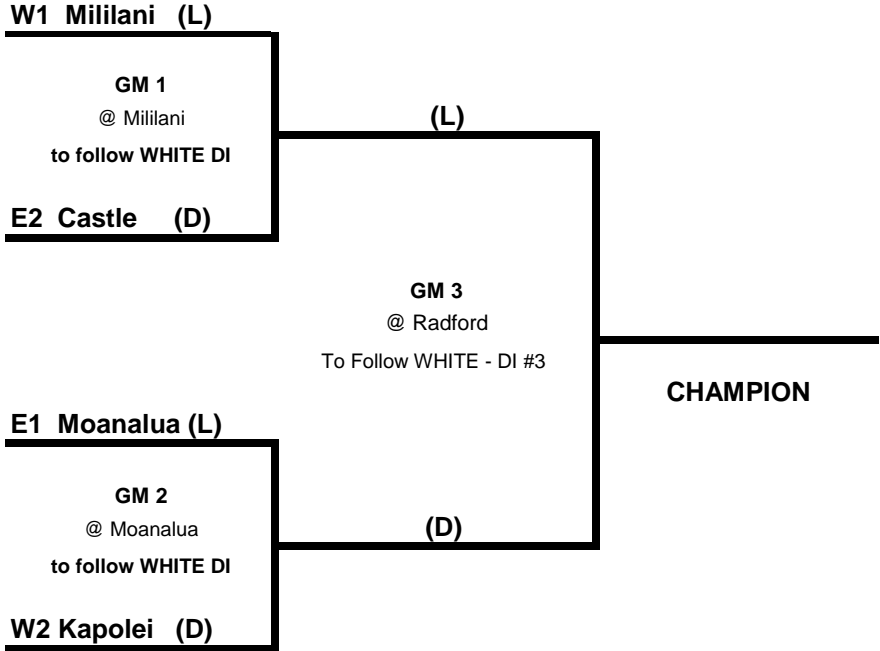 W1 Mililani (L)
GM 1
@ Mililani
to follow WHITE DI
(L)
E2 Castle (D)
GM 3
@ Radford
To Follow WHITE - DI #3
CHAMPION
E1 Moanalua (L)
GM 2
@ Moanalua
to follow WHITE DI
(D)
W2 Kapolei (D)